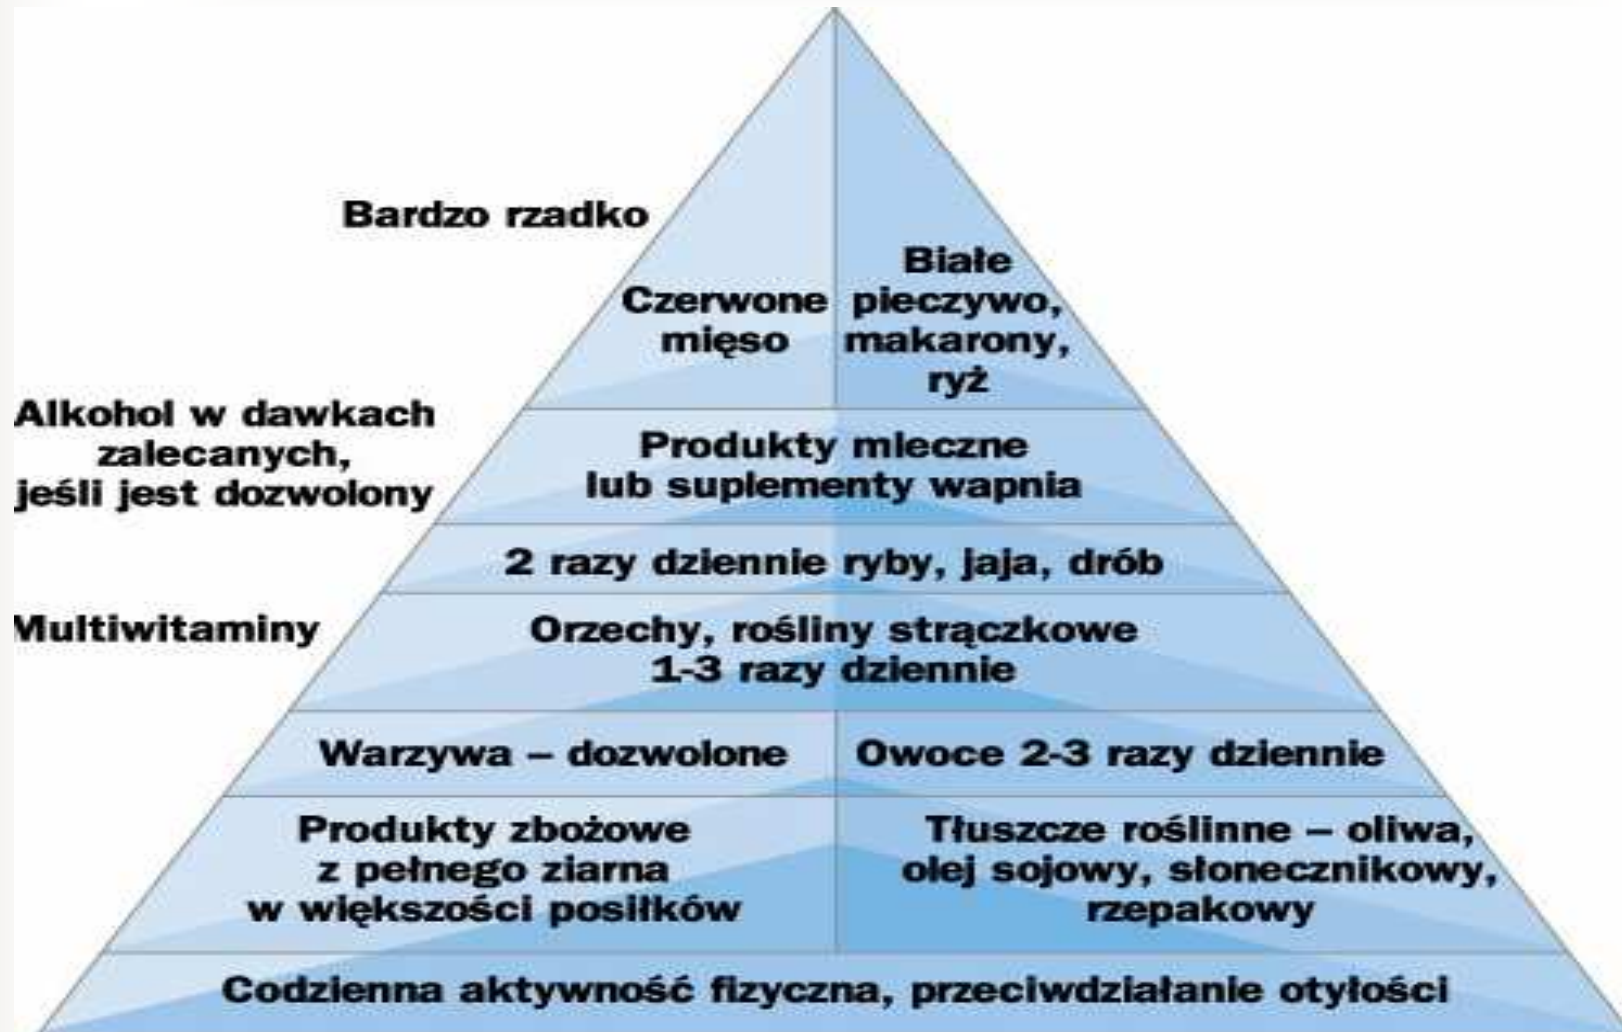 Bardzo rzadko
Czerwone
mięso
Białe
pieczywo,
makarony,
ryż
Alkohol w dawkach
zalecanych,
jeśli jest dozwolony
Produkty mleczne
lub suplementy wapnia
2 razy dziennie ryby, jaja, drób
Multiwitaminy
Orzechy, rośliny strączkowe
1-3 razy dziennie
Warzywa – dozwolone
Owoce 2-3 razy dziennie
Produkty zbożowe
z pełnego ziarna
w większości posiłków
Tłuszcze roślinne – oliwa,
olej sojowy, słonecznikowy,
rzepakowy
Codzienna aktywność fizyczna, przeciwdziałanie otyłości